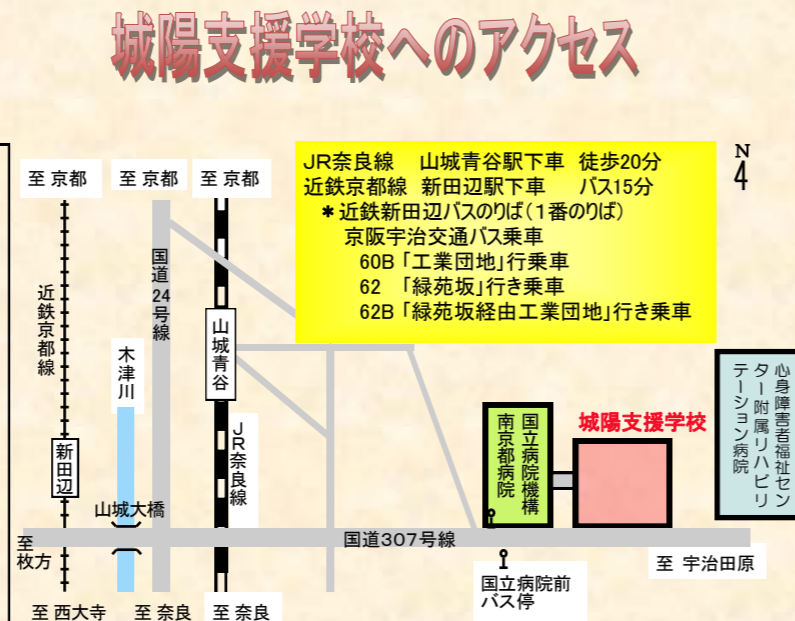 城陽支援学校へのアクセス
JR奈良線 山城青谷駅下車 徒歩20分
近鉄京都線 新田辺駅下車 バス15分
＊近鉄新田辺バスのりば（１番のりば）
京阪宇治交通バス乗車
60B 「工業団地」行乗車
62 「緑苑坂」行き乗車
62B 「緑苑坂経由工業団地」行き乗車
N
4
至 京都
至 京都
至 京都
国道24号線
近鉄京都線
山城青谷
木津川
JR奈良線
新田辺
山城大橋
国立病院機構
南京都病院
城陽支援学校
心身障害者福祉セン
ター附属リハビリ
テーション病院
至
枚方
国道307号線
至 宇治田原
国立病院前
バス停
至 西大寺
至 奈良
至 奈良